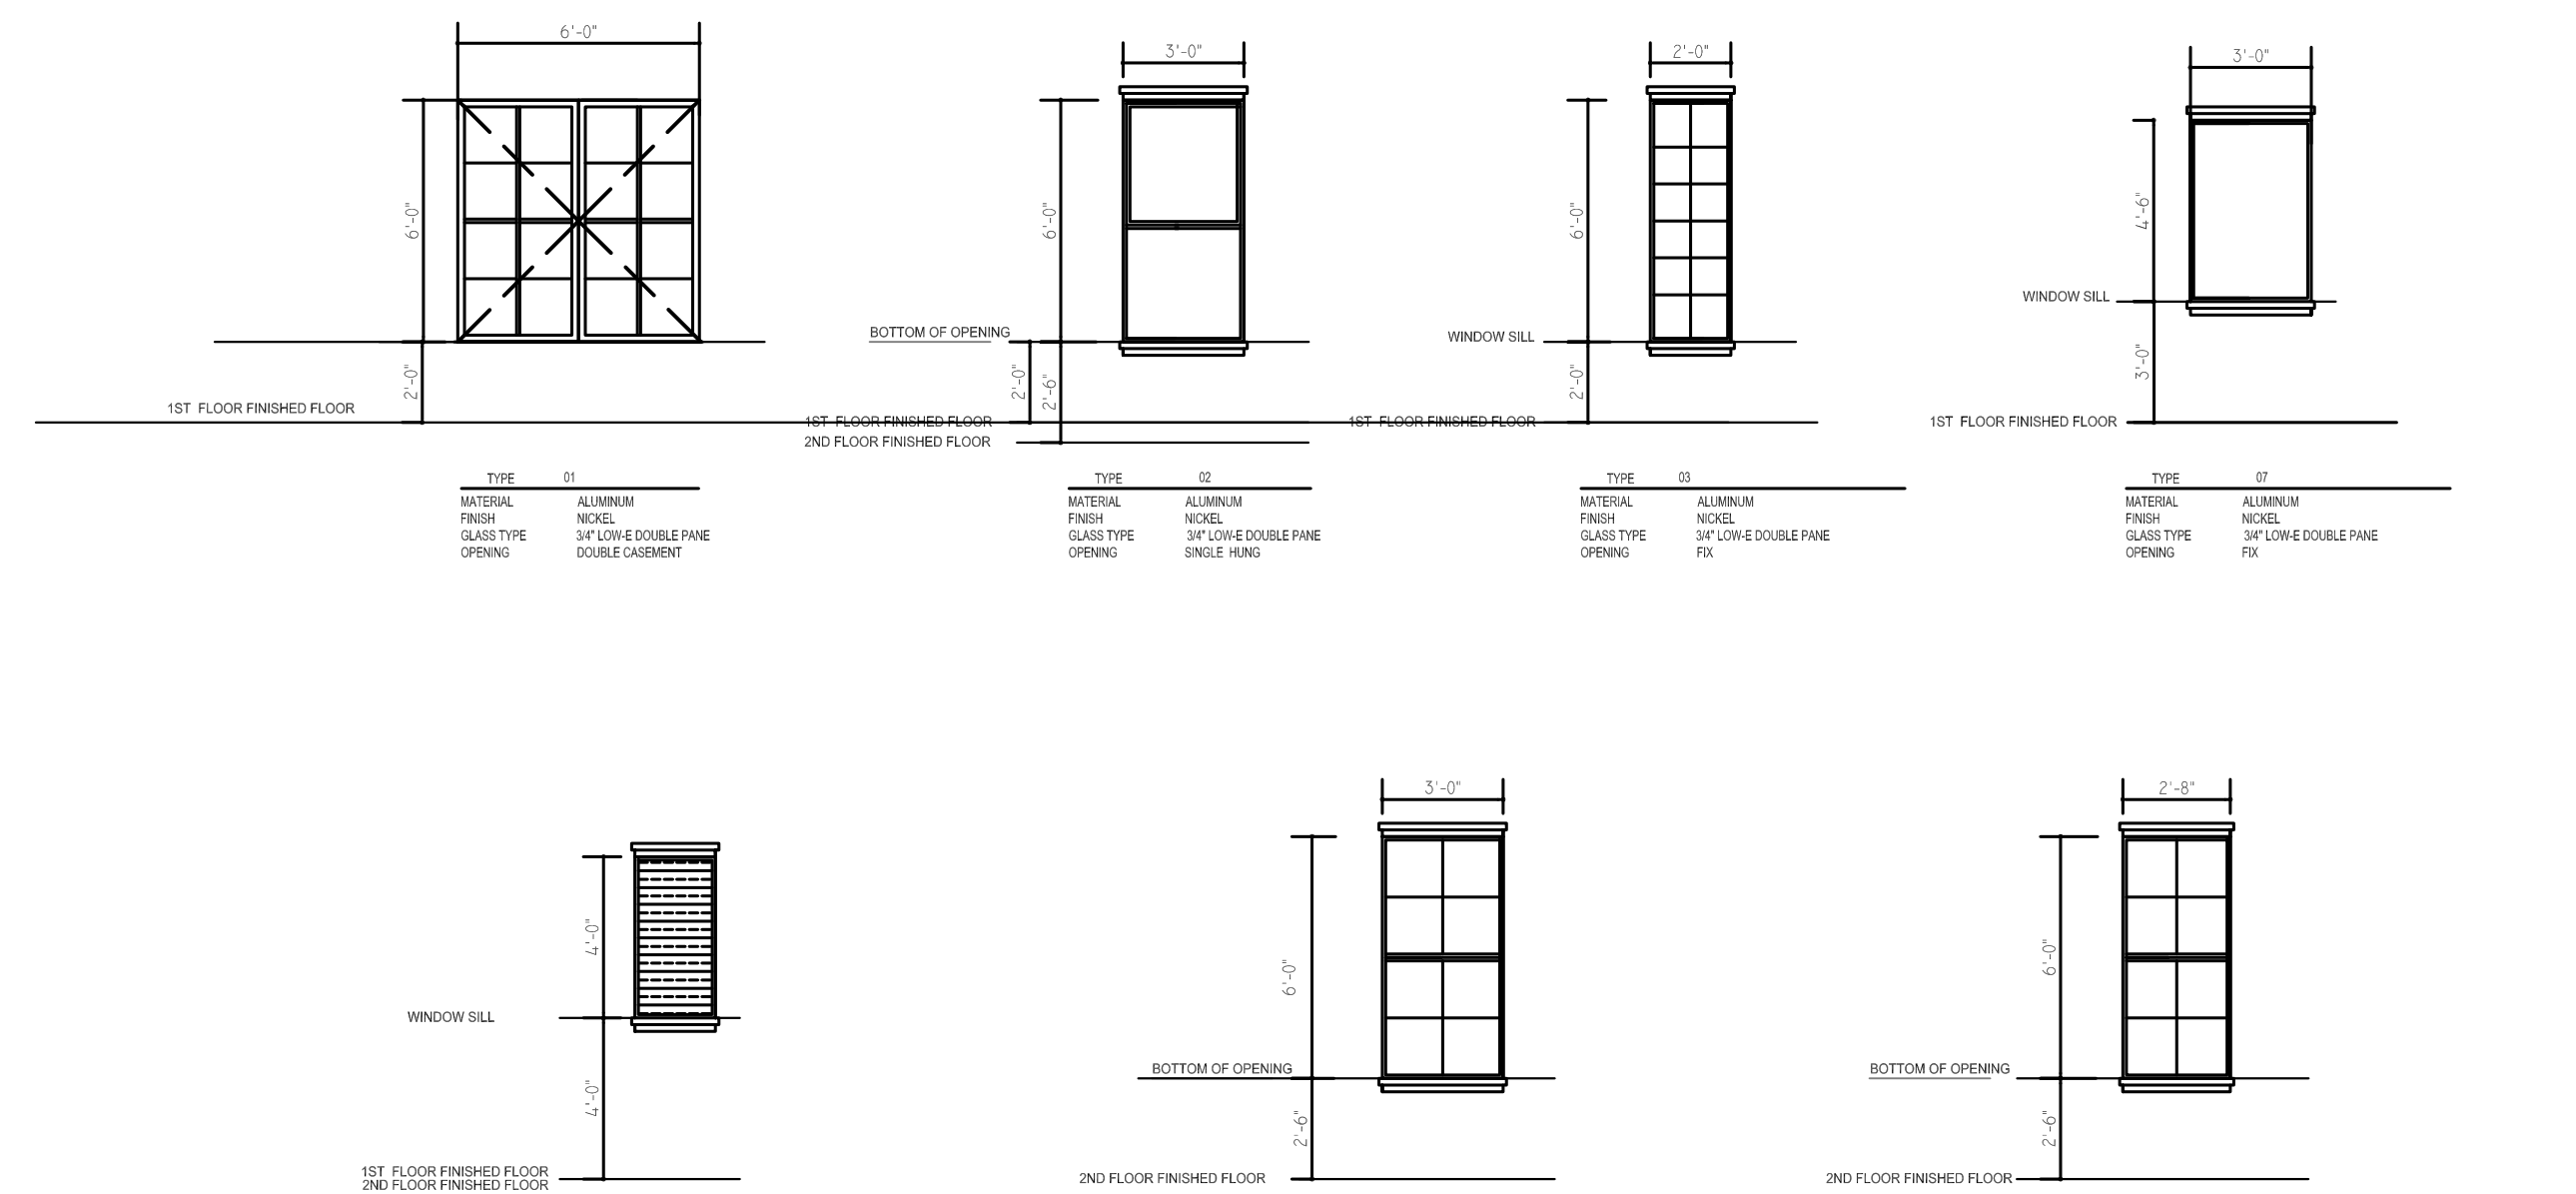 6'-0"
3'-0"
2'-0"
3'-0"
6'-0"
6'-0"
6'-0"
4'-6"
WINDOW SILL
BOTTOM OF OPENING
WINDOW SILL
2'-0"
2'-0"
2'-6"
2'-0"
3'-0"
1ST FLOOR FINISHED FLOOR
1ST FLOOR FINISHED FLOOR
1ST FLOOR FINISHED FLOOR
1ST FLOOR FINISHED FLOOR
2ND FLOOR FINISHED FLOOR
TYPE 01
MATERIAL ALUMINUM
FINISH NICKEL
GLASS TYPE 3/4" LOW-E DOUBLE PANE
OPENING DOUBLE CASEMENT
TYPE 02
MATERIAL ALUMINUM
FINISH NICKEL
GLASS TYPE 3/4" LOW-E DOUBLE PANE
OPENING SINGLE HUNG
TYPE 03
MATERIAL ALUMINUM
FINISH NICKEL
GLASS TYPE 3/4" LOW-E DOUBLE PANE
OPENING FIX
TYPE 07
MATERIAL ALUMINUM
FINISH NICKEL
GLASS TYPE 3/4" LOW-E DOUBLE PANE
OPENING FIX
3'-0"
2'-8"
4'-0"
6'-0"
6'-0"
WINDOW SILL
BOTTOM OF OPENING
BOTTOM OF OPENING
4'-0"
2'-6"
2'-6"
1ST FLOOR FINISHED FLOOR
2ND FLOOR FINISHED FLOOR
2ND FLOOR FINISHED FLOOR
2ND FLOOR FINISHED FLOOR